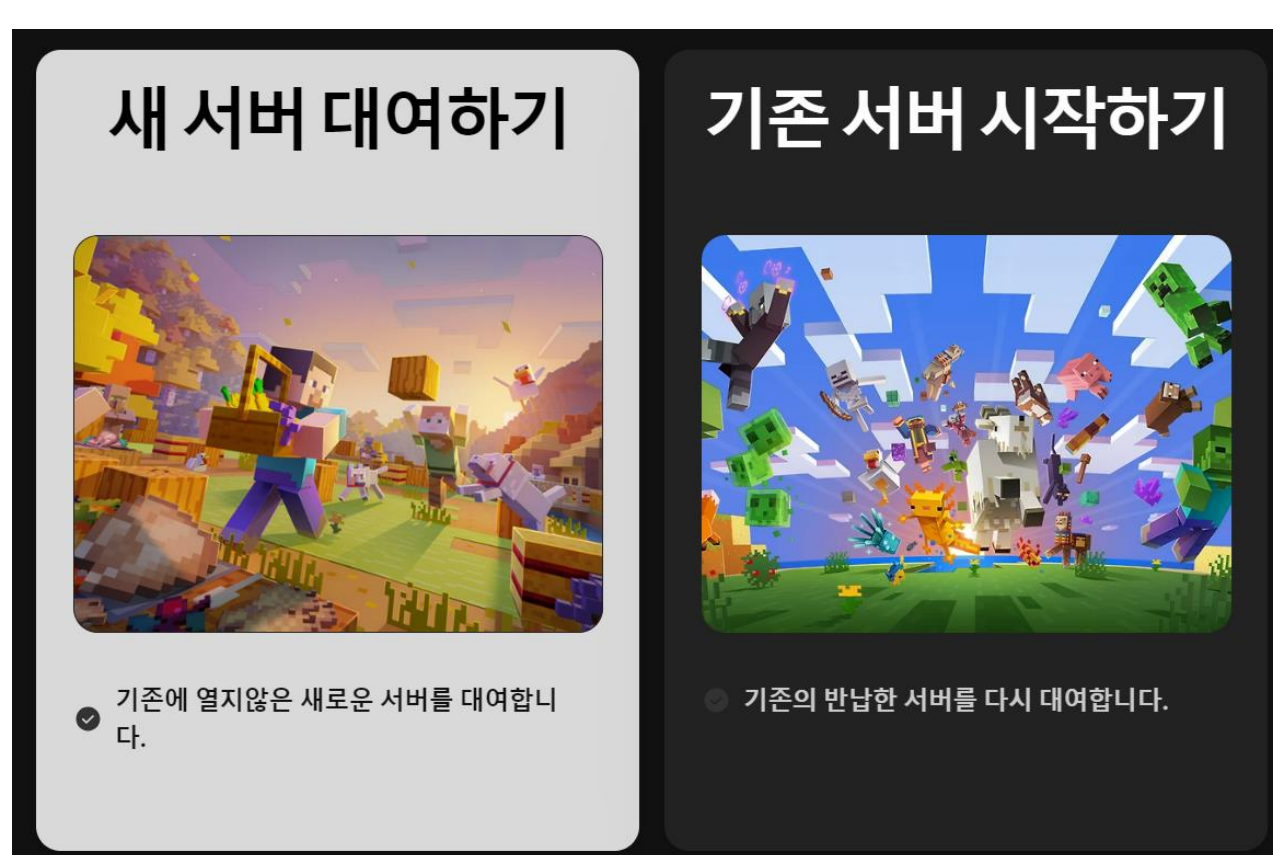 새 서버 대여하기
기존에 열지않은 새로운 서버를 대여합니
다.
기존 서버 시작하기
기존의 반납한 서버를 다시 대여합니다.